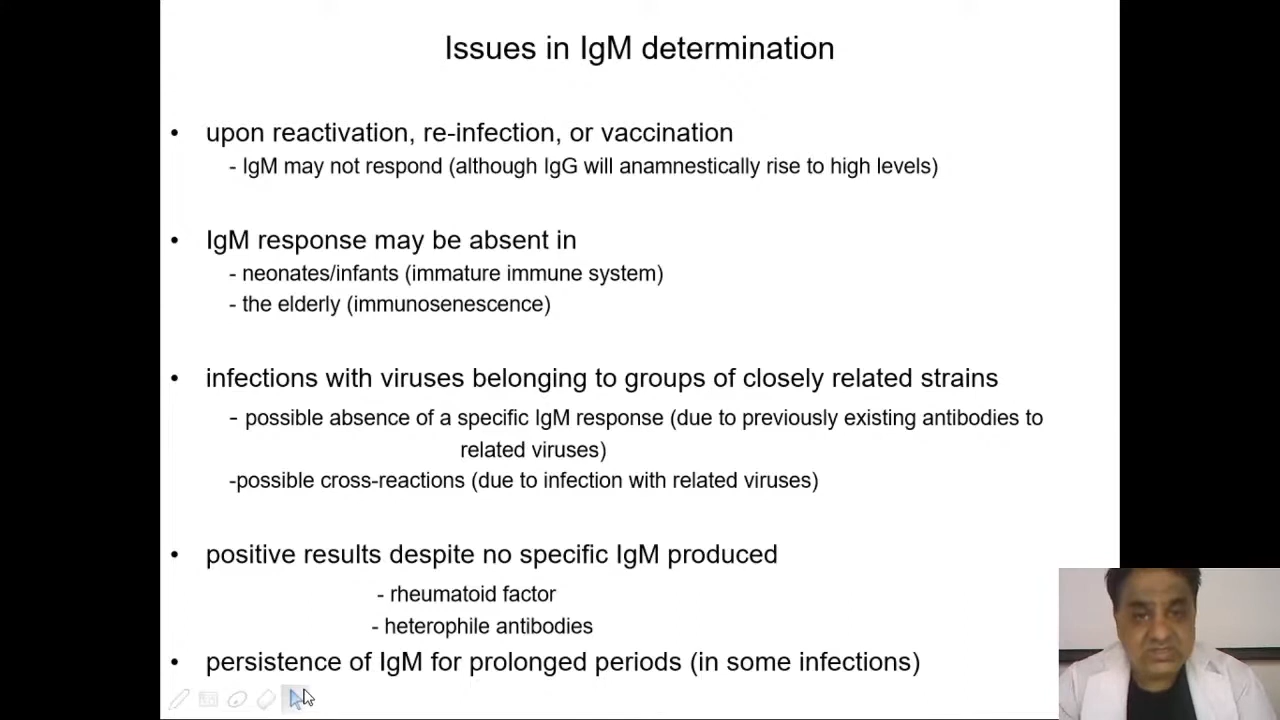 Issues in IgM determination
• upon reactivation, re-infection, or vaccination
- IgM may not respond (although IgG will anamnestically rise to high levels)
• IgM response may be absent in
- neonates/infants (immature immune system)
- the elderly (immunosenescence)
• infections with viruses belonging to groups of closely related strains
- possible absence of a specific IgM response (due to previously existing antibodies to
related viruses)
-possible cross-reactions (due to infection with related viruses)
• positive results despite no specific IgM produced
- rheumatoid factor
- heterophile antibodies
• persistence of IgM for prolonged periods (in some infections)